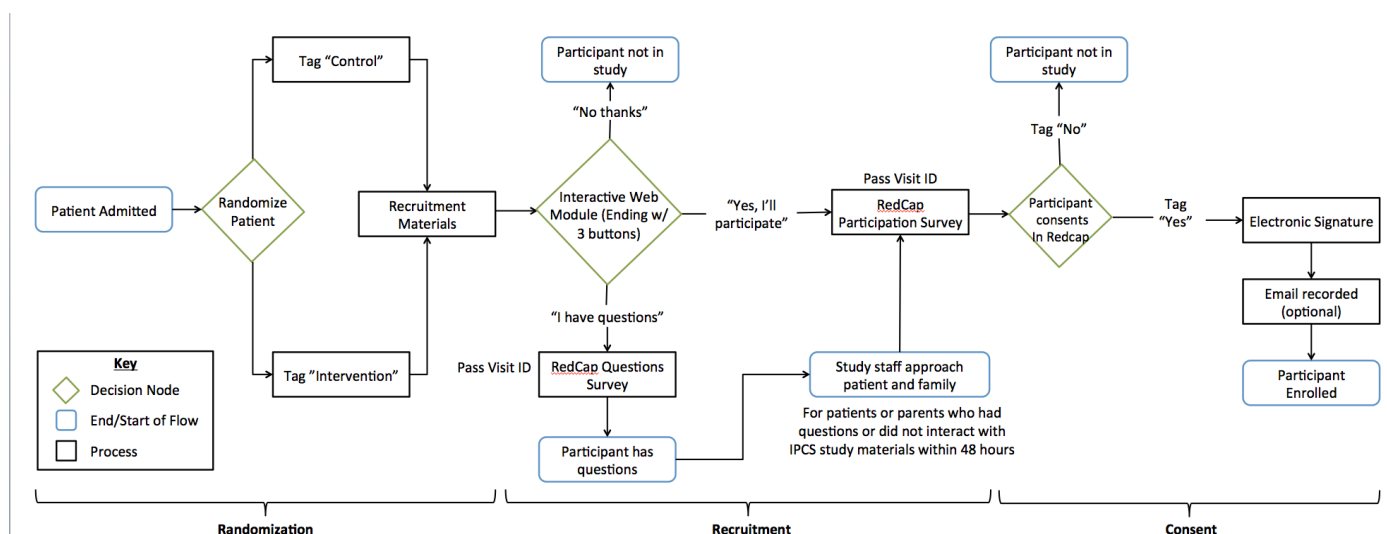 Patient Admitted
Randomize
Patient
Tag “Control”
Tag “Intervention”
Recruitment
Materials
Participant not in
study
“No thanks”
Interactive Web
Module (Ending w/
3 buttons)
“Yes, I’ll
participate”
“I have questions”
Pass Visit ID
RedCap Questions
Survey
Participant has
questions
Pass Visit ID
RedCap
Participation Survey
Study staff approach
patient and family
For patients or parents who had
questions or did not interact with
IPCS study materials within 48 hours
Participant not in
study
Tag “No”
Participant
consents
In Redcap
Tag
“Yes”
Electronic Signature
Email recorded
(optional)
Participant
Enrolled
Key
Decision Node
End/Start of Flow
Process
Randomization
Recruitment
Consent